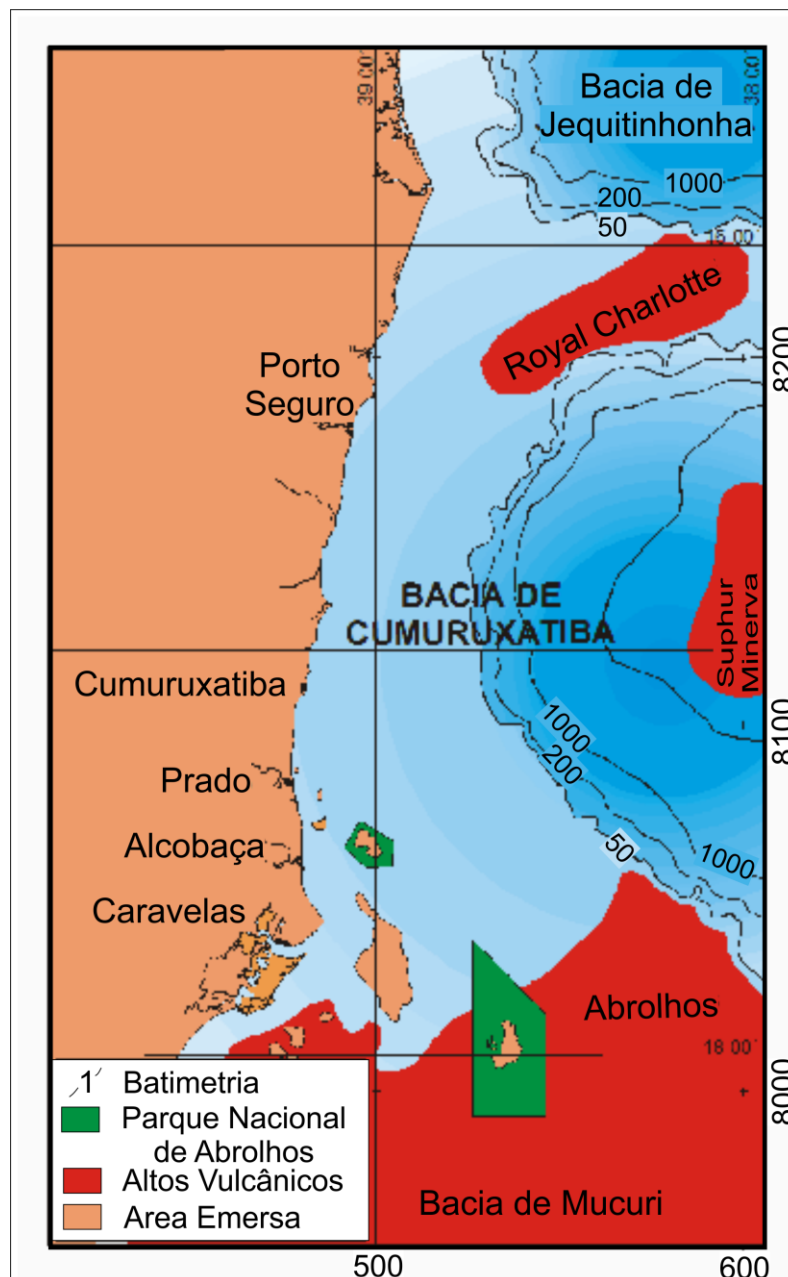 39 00'
38 00'
Bacia de
Jequitinhonha
1000
200
50
15 00'
Royal Charlotte
8200
Porto
Seguro
BACIA DE
CUMURUXATIBA
Suphur
Minerva
Cumuruxatiba
8100
1000
200
Prado
50
Alcobaça
1000
Caravelas
Abrolhos
18 00'
8000
1 Batimetria
Parque Nacional
de Abrolhos
Altos Vulcânicos
Area Emersa
Bacia de Mucuri
500
600